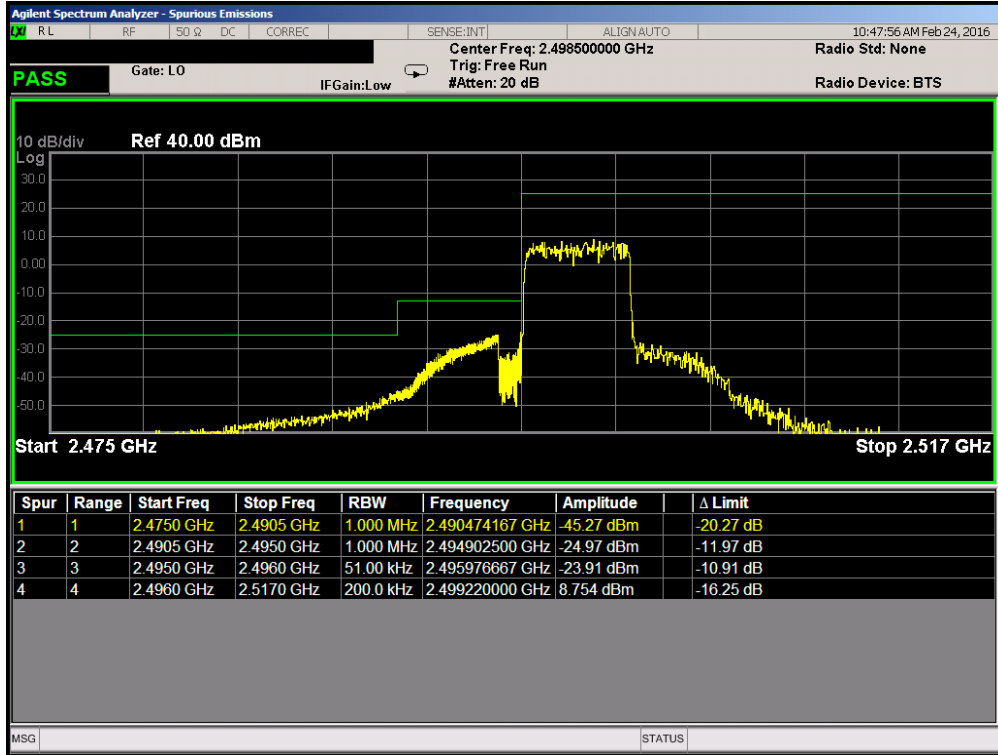 Agilent Spectrum Analyzer - Spurious Emissions
LXI RL RF 50 Ω DC CORREC SENSE:INT ALIGN AUTO 10:47:56 AM Feb 24, 2016
Center Freq: 2.498500000 GHz Radio Std: None
Gate: LO Trig: Free Run
PASS IFGain:Low #Atten: 20 dB Radio Device: BTS
10 dB/div Ref 40.00 dBm
Log
30.0
20.0
10.0
0.00
-10.0
-20.0
-30.0
-40.0
-50.0
Start 2.475 GHz Stop 2.517 GHz
Spur Range Start Freq Stop Freq RBW Frequency Amplitude Δ Limit
1 1 2.4750 GHz 2.4905 GHz 1.000 MHz 2.490474167 GHz -45.27 dBm -20.27 dB
2 2 2.4905 GHz 2.4950 GHz 1.000 MHz 2.494902500 GHz -24.97 dBm -11.97 dB
3 3 2.4950 GHz 2.4960 GHz 51.00 kHz 2.495976667 GHz -23.91 dBm -10.91 dB
4 4 2.4960 GHz 2.5170 GHz 200.0 kHz 2.499220000 GHz 8.754 dBm -16.25 dB
MSG STATUS